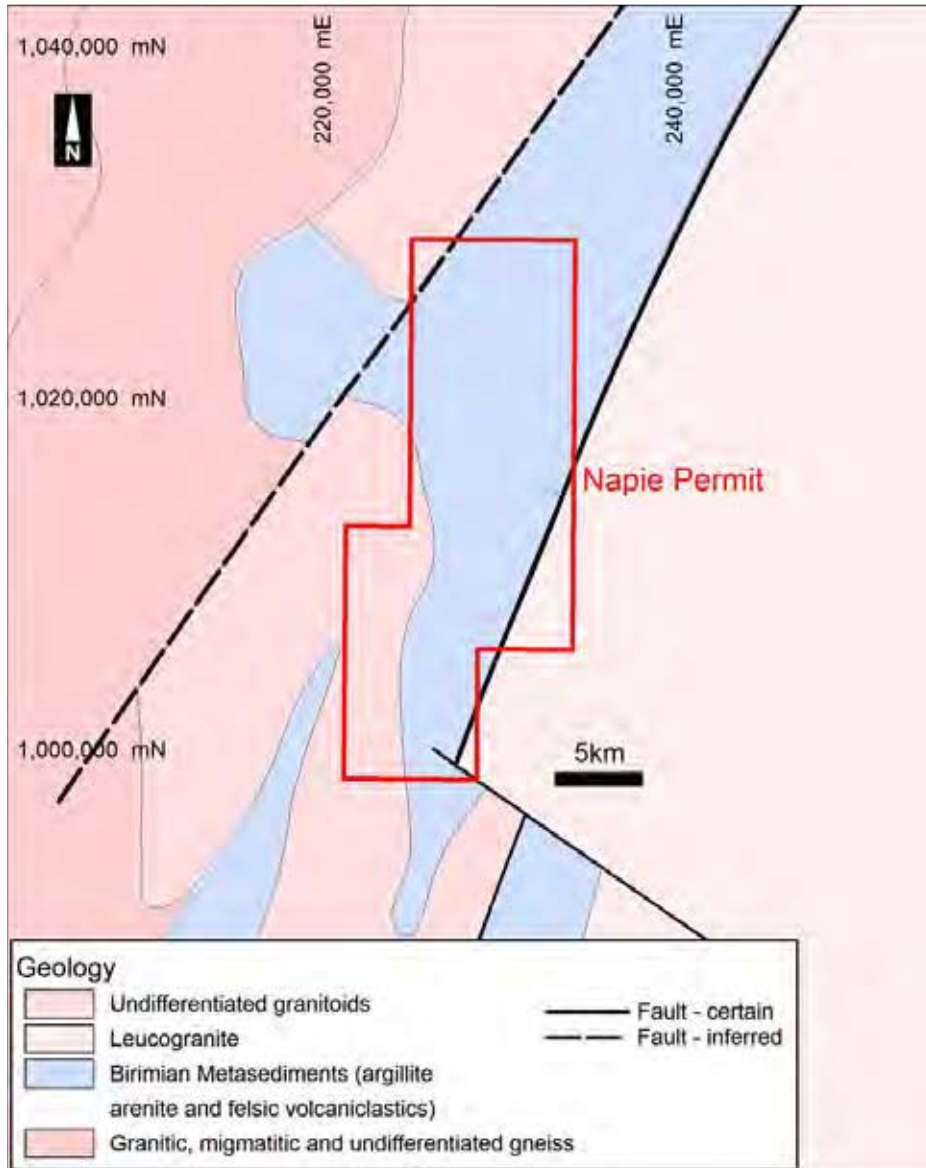 1,040,000 mN
220,000 mE
240,000 mE
N
1,020,000 mN
Napie Permit
1,000,000 mN
5km
Geology
Undifferentiated granitoids
Leucogranite
Birimian Metasediments (argillite
arenite and felsic volcaniclastics)
Granitic, migmatitic and undifferentiated gneiss
Fault - certain
Fault - inferred